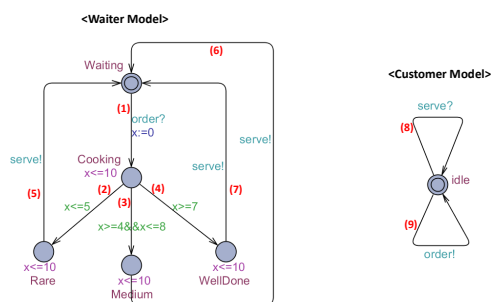 <Waiter Model>
(6)
Waiting
<Customer Model>
(1)
order?
x:=0
serve?
(8)
serve!
serve!
Cooking
x<=10
serve!
idle
(5)
(2)
(3)
(4)
(7)
(9)
x<=5
x>=7
x>=4&&x<=8
order!
x<=10
Rare
x<=10
Medium
x<=10
WellDone